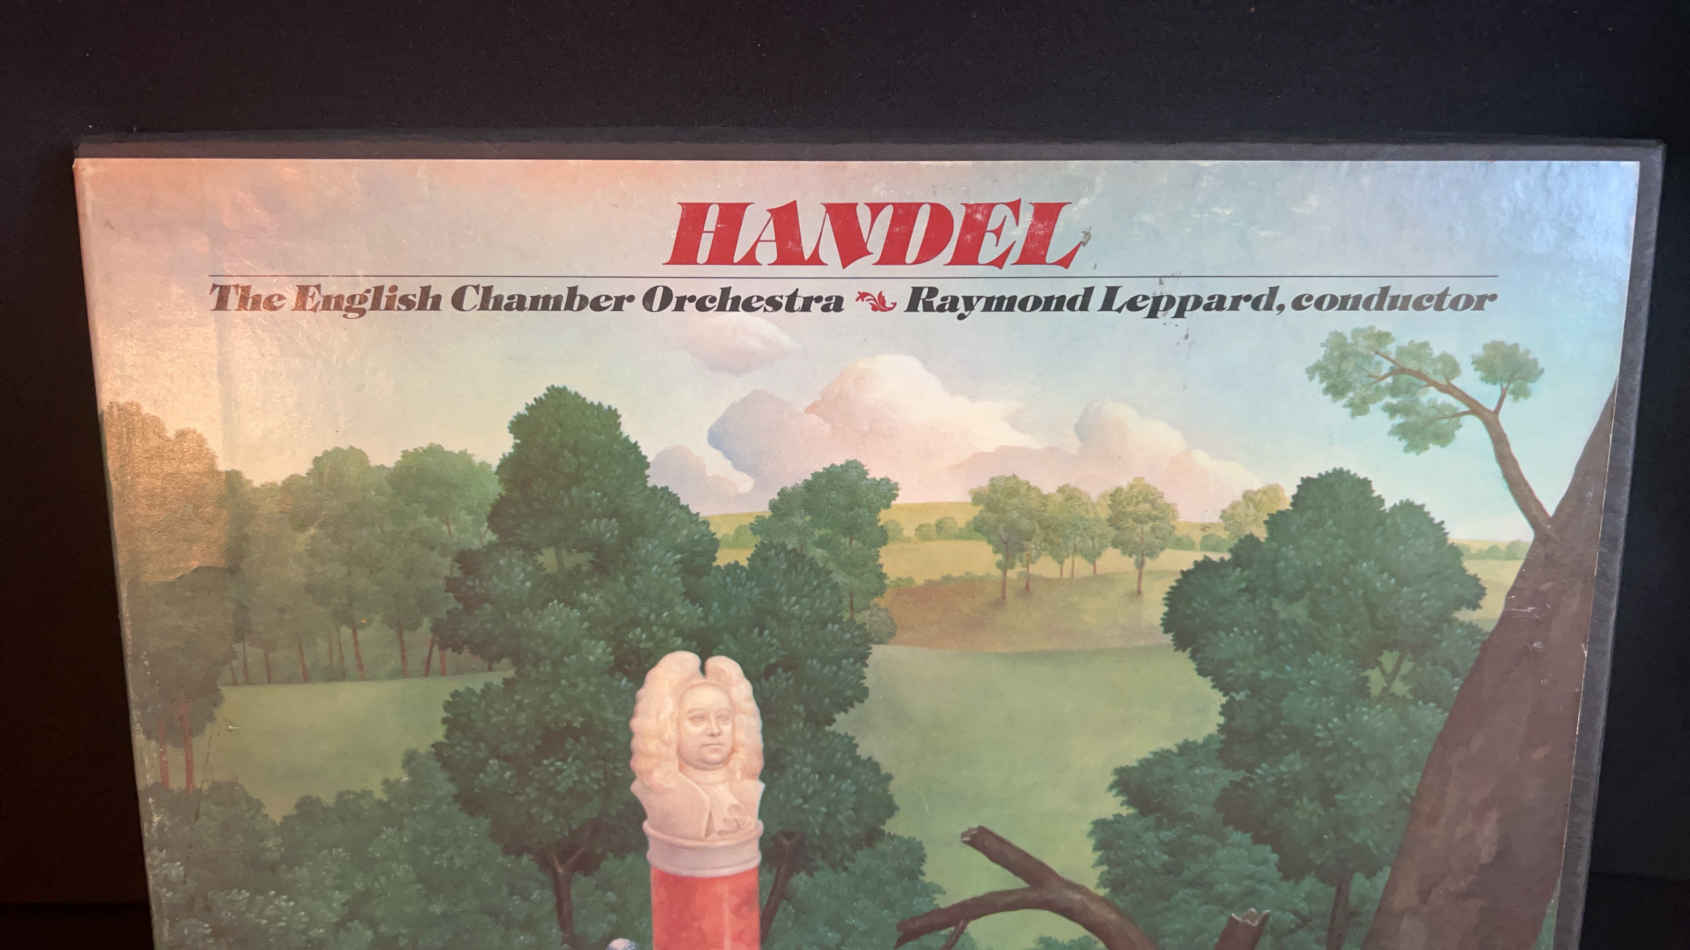 HANDEL
The English Chamber Orchestra Raymond Leppard, conductor